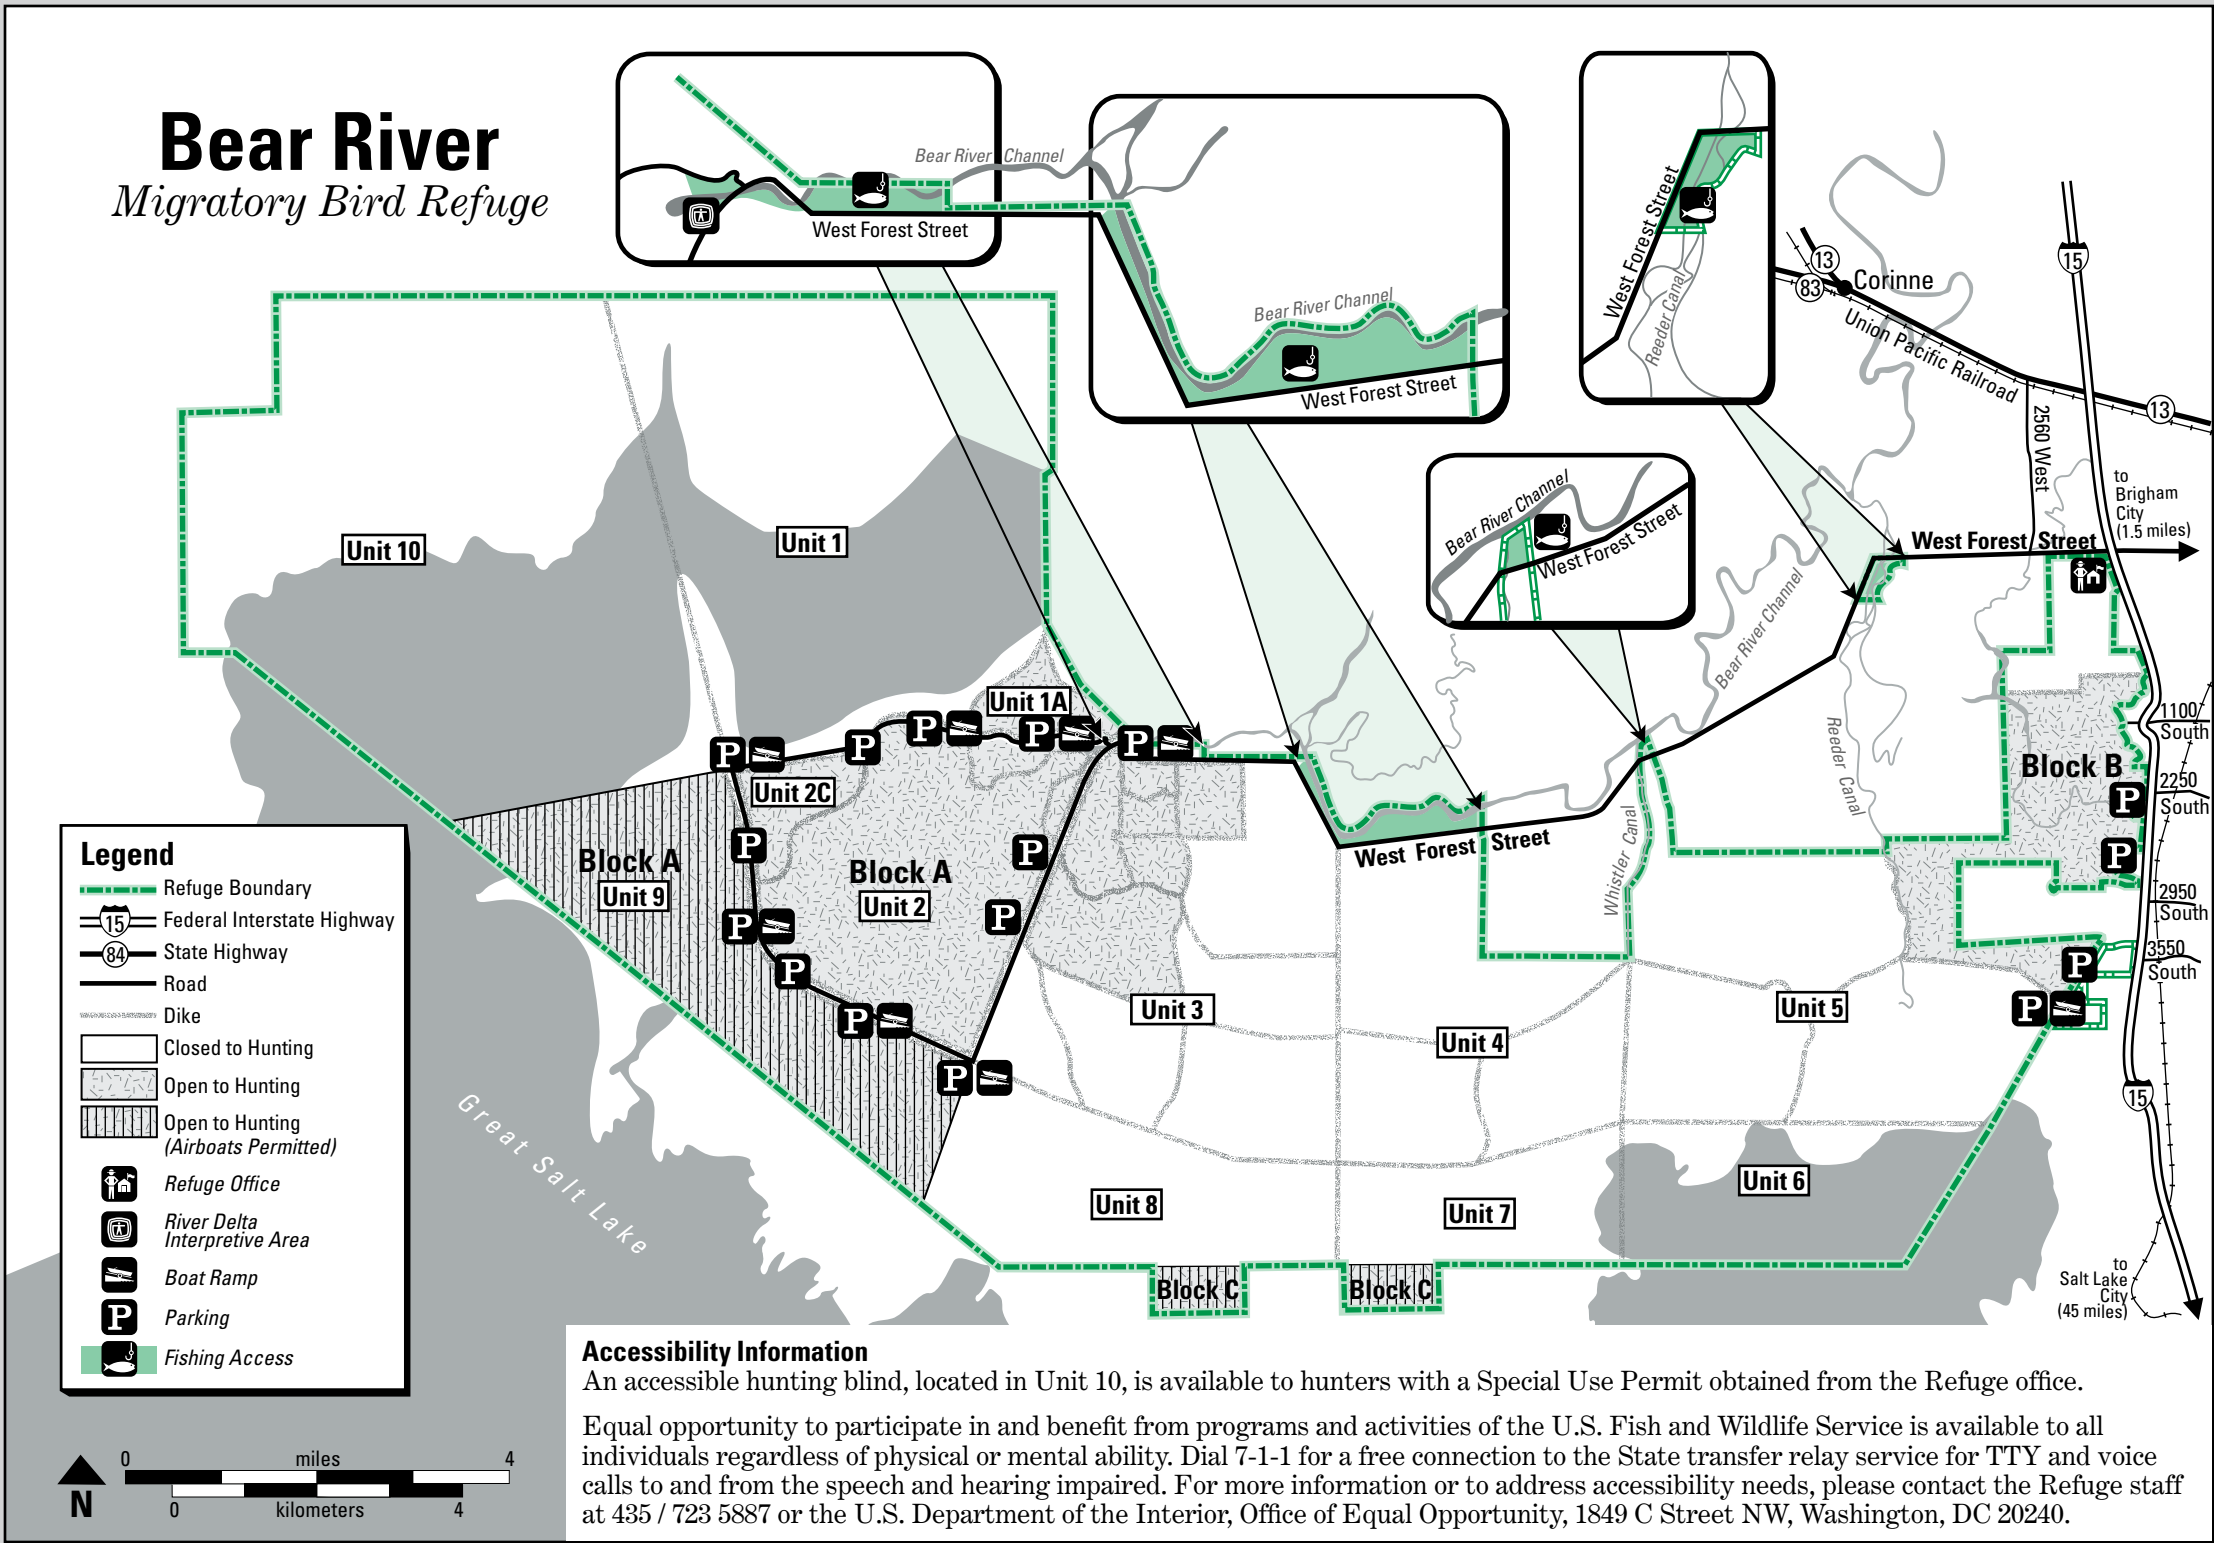 Bear River
Migratory Bird Refuge
Bear River Channel
West Forest Street
Bear River Channel
West Forest Street
West Forest Street
Reeder Canal
Bear River Channel
West Forest Street
13
83
Corinne
Union Pacific Railroad
15
13
2560 West
to
Brigham
City
(1.5 miles)
West Forest Street
Unit 10
Unit 1
Bear River Channel
Unit 1A
P
P
P
P
P
Unit 2C
1100
South
Block B
P
2250
South
P
2950
South
Reeder Canal
Whistler Canal
West Forest Street
P
P
Block A
Unit 9
Block A
Unit 2
P
P
P
3550
South
P
P
P
P
Unit 3
Unit 4
Unit 5
15
Great Salt Lake
Unit 8
Unit 7
Unit 6
Block C
Block C
to
Salt Lake
City
(45 miles)
Legend
Refuge Boundary
15
Federal Interstate Highway
84
State Highway
Road
Dike
Closed to Hunting
Open to Hunting
Open to Hunting
(Airboats Permitted)
Refuge Office
River Delta
Interpretive Area
Boat Ramp
P
Parking
Fishing Access
0 miles 4
N
0 kilometers 4
Accessibility Information
An accessible hunting blind, located in Unit 10, is available to hunters with a Special Use Permit obtained from the Refuge office.
Equal opportunity to participate in and benefit from programs and activities of the U.S. Fish and Wildlife Service is available to all
individuals regardless of physical or mental ability. Dial 7-1-1 for a free connection to the State transfer relay service for TTY and voice
calls to and from the speech and hearing impaired. For more information or to address accessibility needs, please contact the Refuge staff
at 435 / 723 5887 or the U.S. Department of the Interior, Office of Equal Opportunity, 1849 C Street NW, Washington, DC 20240.